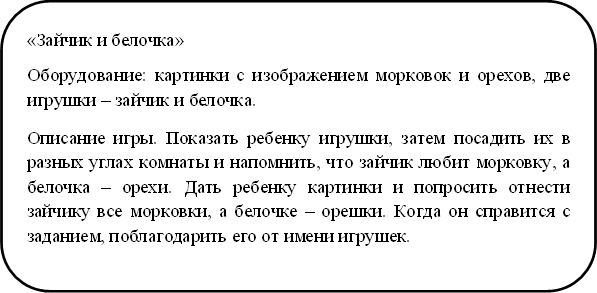 «Зайчик и белочка»
Оборудование: картинки с изображением морковок и орехов, две
игрушки – зайчик и белочка.
Описание игры. Показать ребенку игрушки, затем посадить их в
разных углах комнаты и напомнить, что зайчик любит морковку, а
белочка – орехи. Дать ребенку картинки и попросить отнести
зайчику все морковки, а белочке – орешки. Когда он справится с
заданием, поблагодарить его от имени игрушек.